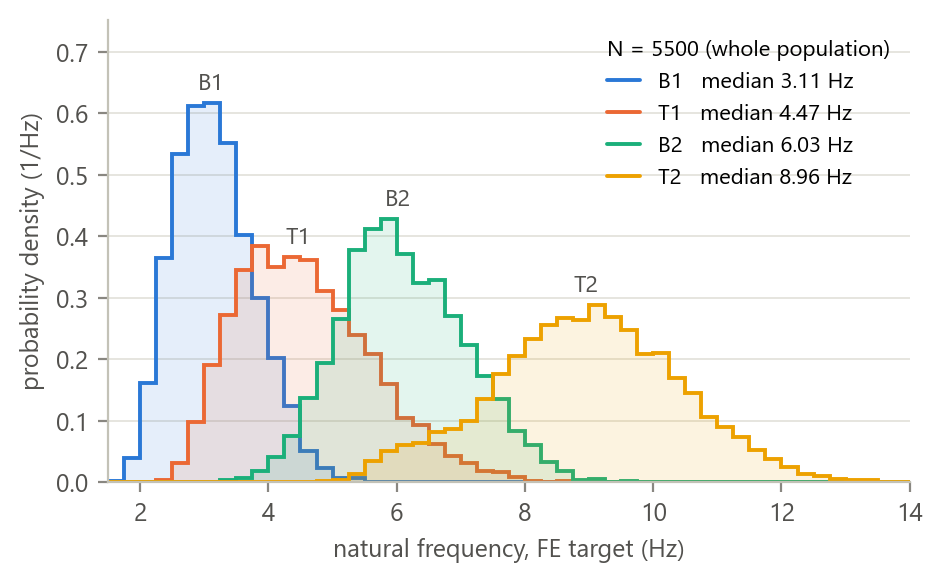 N = 5500 (whole population)
B1 median 3.11 Hz
T1 median 4.47 Hz
B2 median 6.03 Hz
T2 median 8.96 Hz
B1
T1
B2
T2
probability density (1/Hz)
0.7
0.6
0.5
0.4
0.3
0.2
0.1
0.0
2 4 6 8 10 12 14
natural frequency, FE target (Hz)